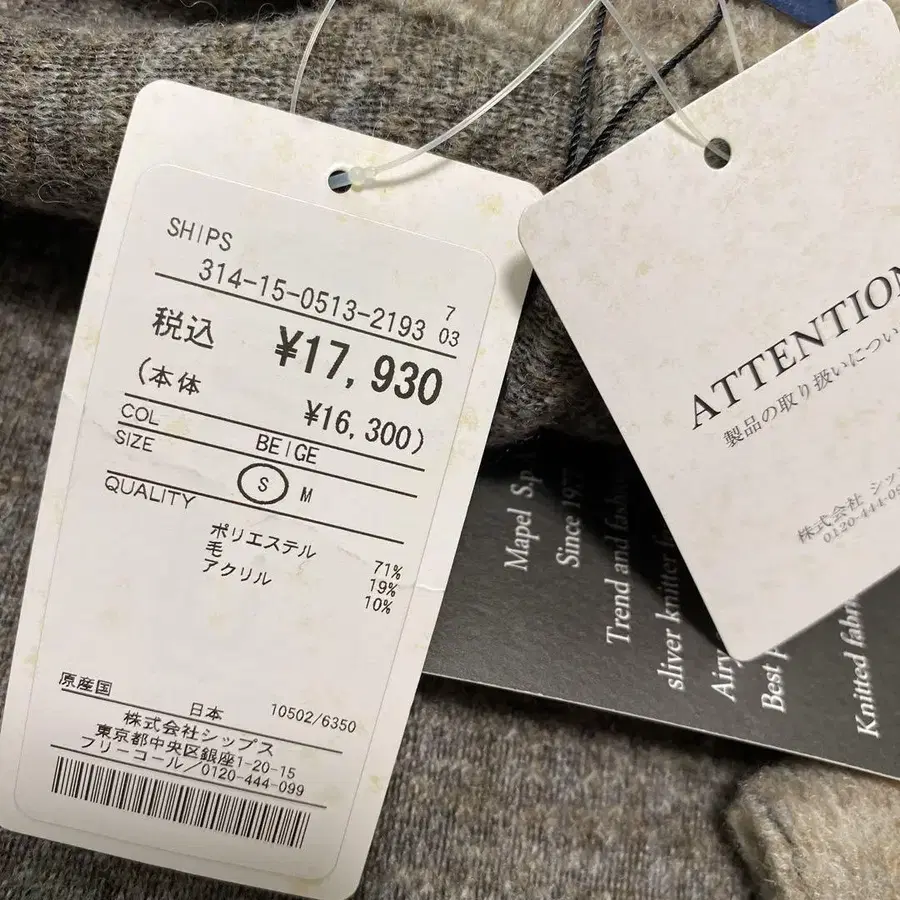 SHIPS
314-15-0513-2193 7 03
税込 ¥17,930
(本体 ¥16,300)
COL BEIGE
SIZE S M
QUALITY
ポリエステル 71%
毛 19%
アクリル 10%
原産国 日本 10502/6350
株式会社シップス
東京都中央区銀座1-20-15
フリーコール/0120-444-099
ATTENTION
製品の取り扱いについ
株式会社 シッ
0120-444-09
Mapel S.p
Since 197
Trend and fab
sliver knitter f
Airy
Best
Knitted fabri